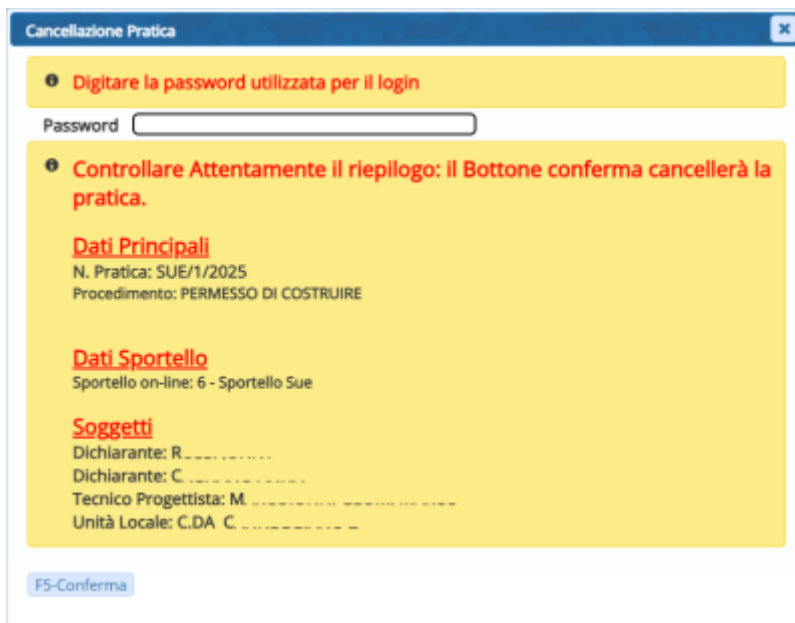 Cancellazione Pratica
Digitare la password utilizzata per il login
Password
Controllare Attentamente il riepilogo: il Bottone conferma cancellerà la
pratica.
Dati Principali
N. Pratica: SUE/1/2025
Procedimento: PERMESSO DI COSTRUIRE
Dati Sportello
Sportello on-line: 6 - Sportello Sue
Soggetti
Dichiarante: R
Dichiarante: C
Tecnico Progettista: M
Unità Locale: C.DA C
F5-Conferma